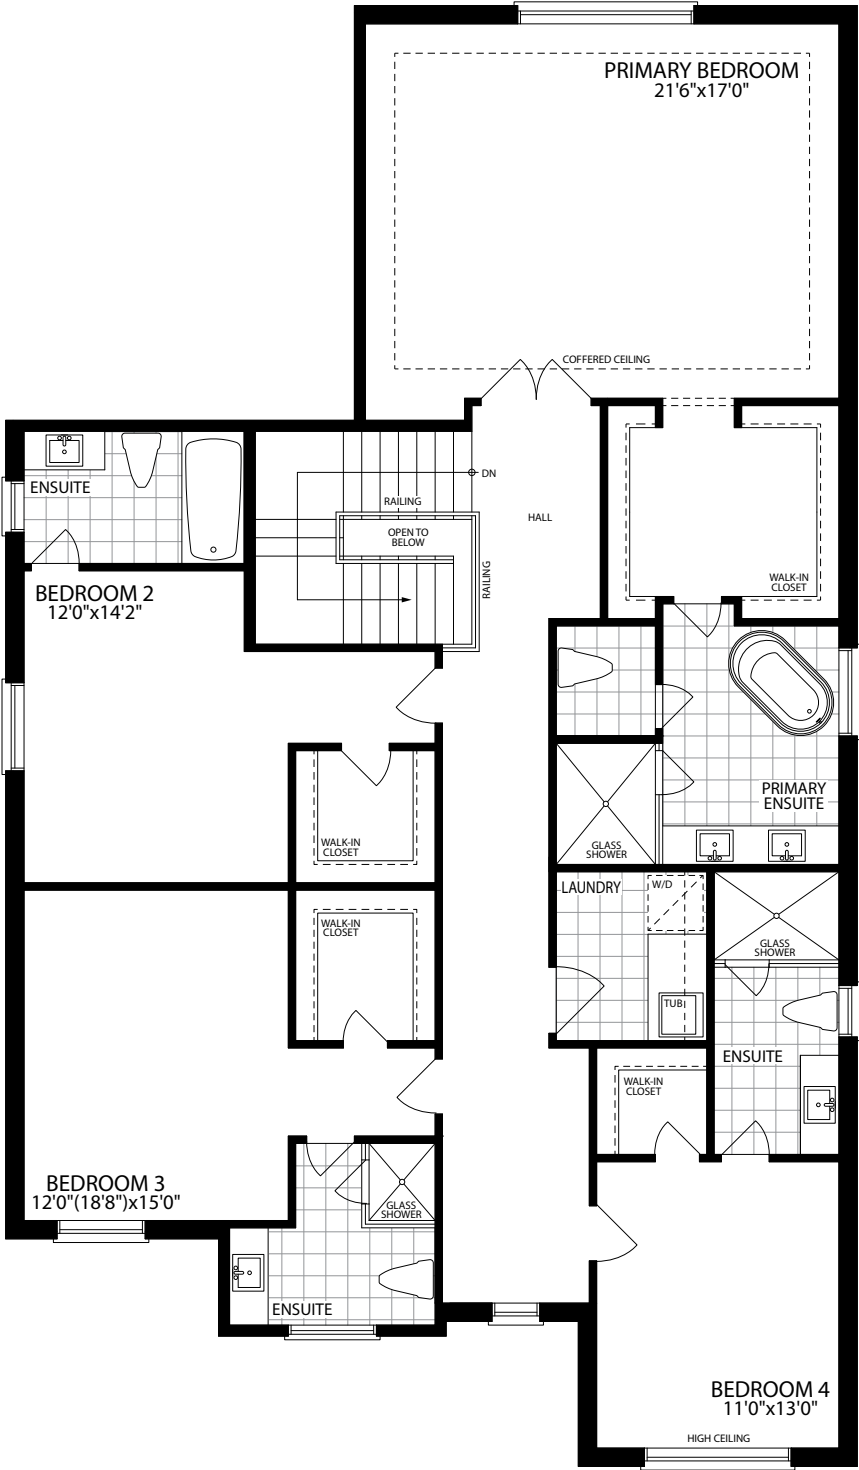 PRIMARY BEDROOM
21'6"x17'0"
COFFERED CEILING
DN
ENSUITE
RAILING
HALL
OPEN TO
BELOW
RAILING
WALK-IN
CLOSET
BEDROOM 2
12'0"x14'2"
PRIMARY
ENSUITE
WALK-IN
CLOSET
GLASS
SHOWER
LAUNDRY
W/D
WALK-IN
CLOSET
GLASS
SHOWER
TUB
ENSUITE
WALK-IN
CLOSET
BEDROOM 3
12'0"(18'8")x15'0"
GLASS
SHOWER
ENSUITE
BEDROOM 4
11'0"x13'0"
HIGH CEILING